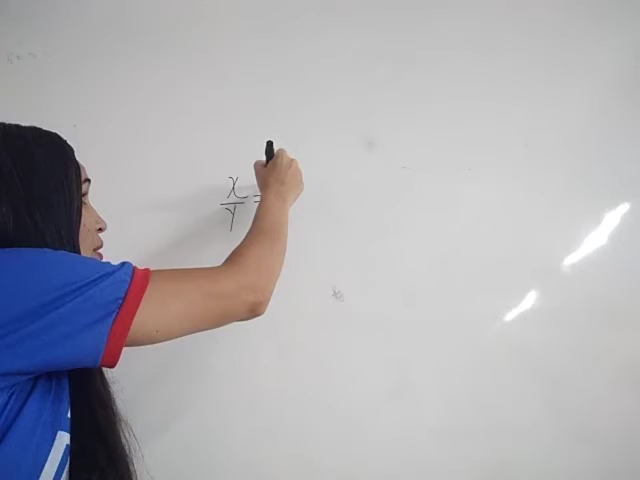 x/y =